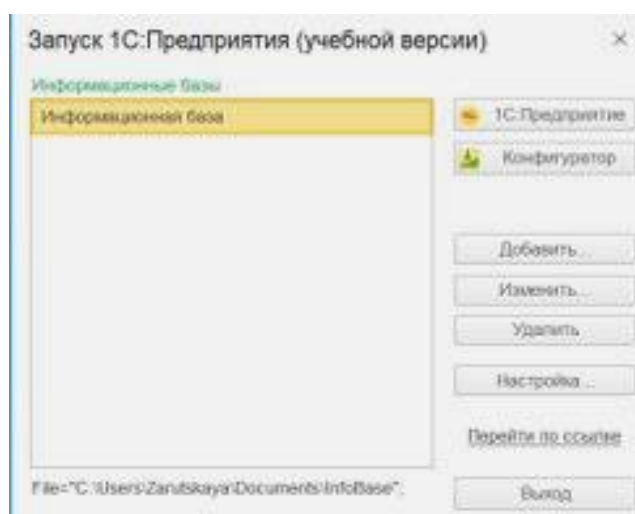 Запуск 1С:Предприятия (учебной версии)
Информационные базы
Информационная база
1С:Предприятие
Конфигуратор
Добавить...
Изменить...
Удалить
Настройка ...
Перейти по ссылке
File="C:\Users\Zarutskaya\Documents\InfoBase";
Выход